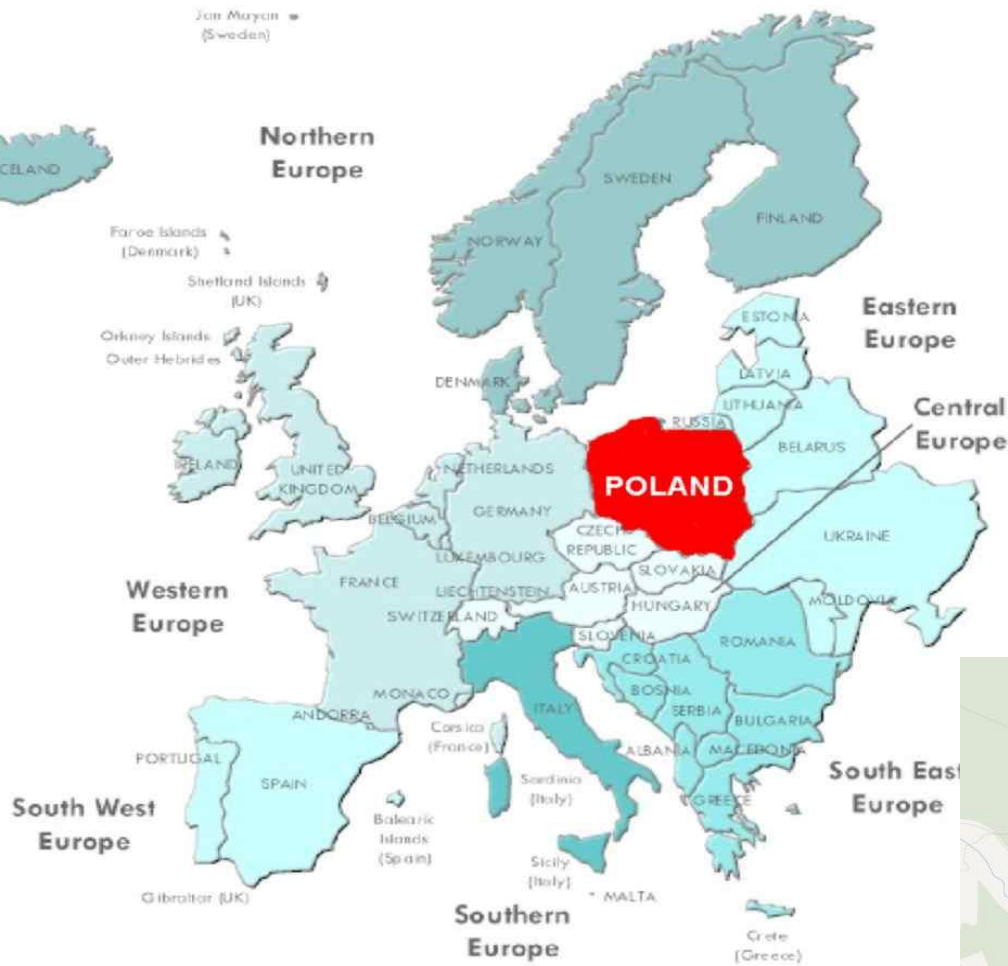 Jan Mayen
(Sweden)
Northern
Europe
CELAND
SWEDEN
FINLAND
NORWAY
Faroe Islands
(Denmark)
Shetland Islands
(UK)
Orkney Islands
Outer Hebrides
Eastern
Europe
ESTONIA
LATVIA
DENMARK
LITHUANIA
RUSSIA
Central
Europe
BELARUS
IRELAND
UNITED
KINGDOM
NETHERLANDS
POLAND
BELGIUM
GERMANY
CZECH
REPUBLIC
UKRAINE
LUXEMBOURG
SLOVAKIA
FRANCE
LIECHTENSTEIN
AUSTRIA
Western
Europe
SWITZERLAND
HUNGARY
MOLDOVIA
SLOVENIA
ROMANIA
CROATIA
MONACO
BOSNIA
ANDORRA
ITALY
SERBIA
BULGARIA
Corsica
(France)
ALBANIA
MACEDONIA
PORTUGAL
SPAIN
Sardinia
(Italy)
GREECE
South East
Europe
South West
Europe
Balearic
Islands
(Spain)
Sicily
(Italy)
Gibraltar (UK)
MALTA
Southern
Europe
Crete
(Greece)